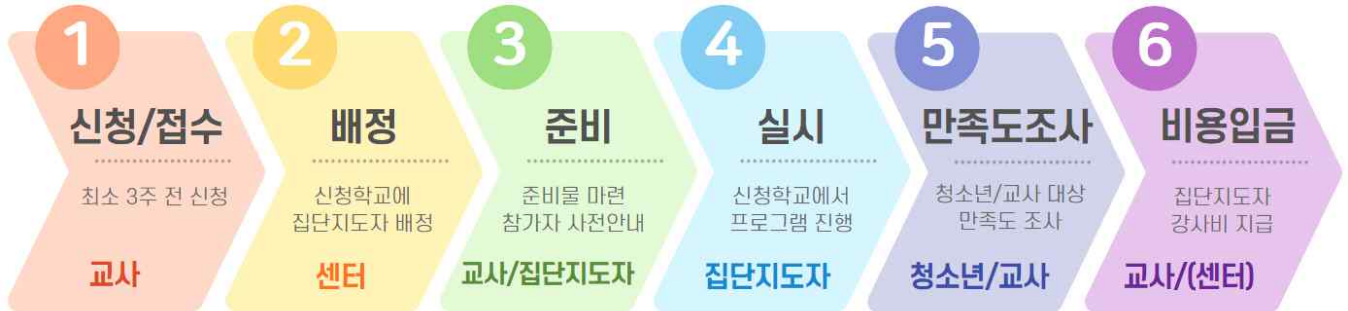 1
신청/접수
최소 3주 전 신청
교사
2
배정
신청학교에
집단지도자 배정
센터
3
준비
준비물 마련
참가자 사전안내
교사/집단지도자
4
실시
신청학교에서
프로그램 진행
집단지도자
5
만족도조사
청소년/교사 대상
만족도 조사
청소년/교사
6
비용입금
집단지도자
강사비 지급
교사/(센터)